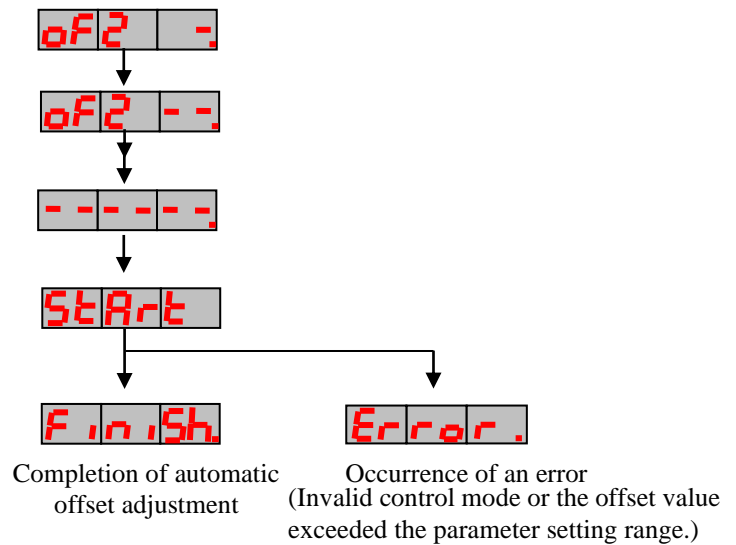 oF2   -.
oF2 --.
------.
StArt
FiniSh.
Error.
Completion of automatic
offset adjustment
Occurrence of an error
(Invalid control mode or the offset value
exceeded the parameter setting range.)